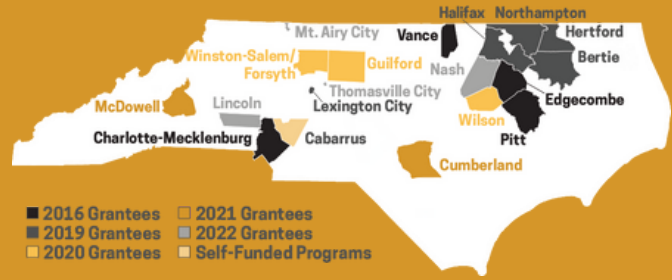 Halifax Northampton
Mt. Airy City
Vance
Hertford
Winston-Salem/
Forsyth
Guilford
Nash
Bertie
McDowell
Thomasville City
Lexington City
Edgecombe
Lincoln
Wilson
Charlotte-Mecklenburg
Cabarrus
Pitt
Cumberland
2016 Grantees
2021 Grantees
2019 Grantees
2022 Grantees
2020 Grantees
Self-Funded Programs